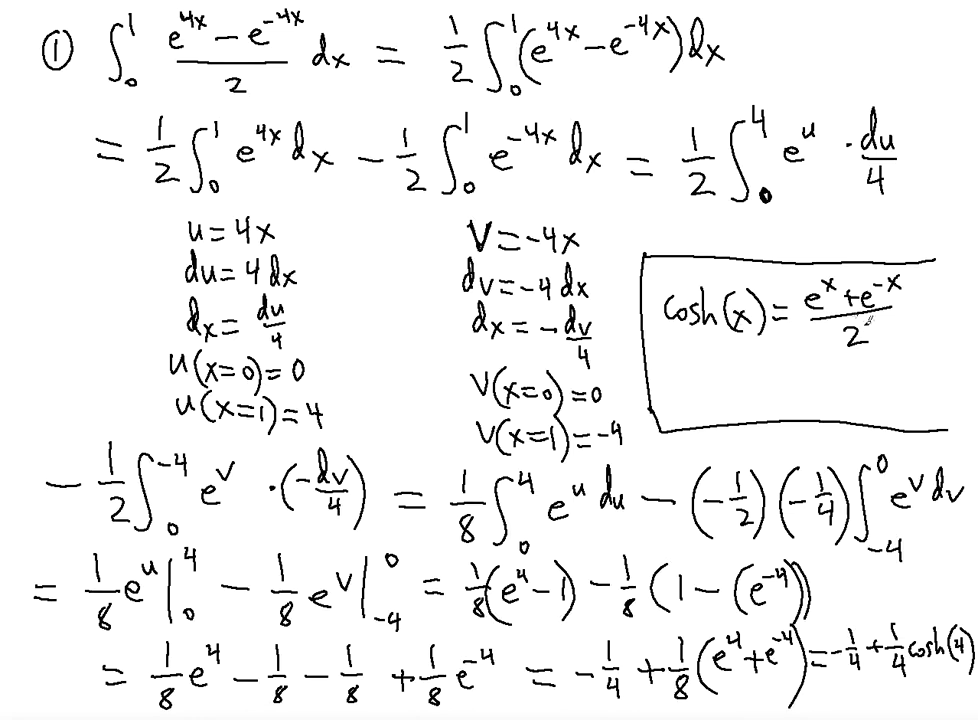 ① ∫₀¹ (e^{4x} − e^{−4x})/2 dx = 1/2 ∫₀¹ (e^{4x} − e^{−4x}) dx
= 1/2 ∫₀¹ e^{4x} dx − 1/2 ∫₀¹ e^{−4x} dx = 1/2 ∫₀⁴ e^u · du/4
u = 4x
du = 4 dx
dx = du/4
u(x=0) = 0
u(x=1) = 4
V = −4x
dv = −4 dx
dx = −dv/4
V(x=0) = 0
V(x=1) = −4
cosh(x) = (e^x + e^{−x})/2
− 1/2 ∫₀^{−4} e^v · (−dv/4) = 1/8 ∫₀⁴ e^u du − (−1/2)(−1/4) ∫_{−4}^0 e^v dv
= 1/8 e^u |₀⁴ − 1/8 e^v |_{−4}^0 = 1/8 (e⁴ − 1) − 1/8 (1 − (e^{−4}))
= 1/8 e⁴ − 1/8 − 1/8 + 1/8 e^{−4} = −1/4 + 1/8 (e⁴ + e^{−4}) = −1/4 + 1/4 cosh(4)